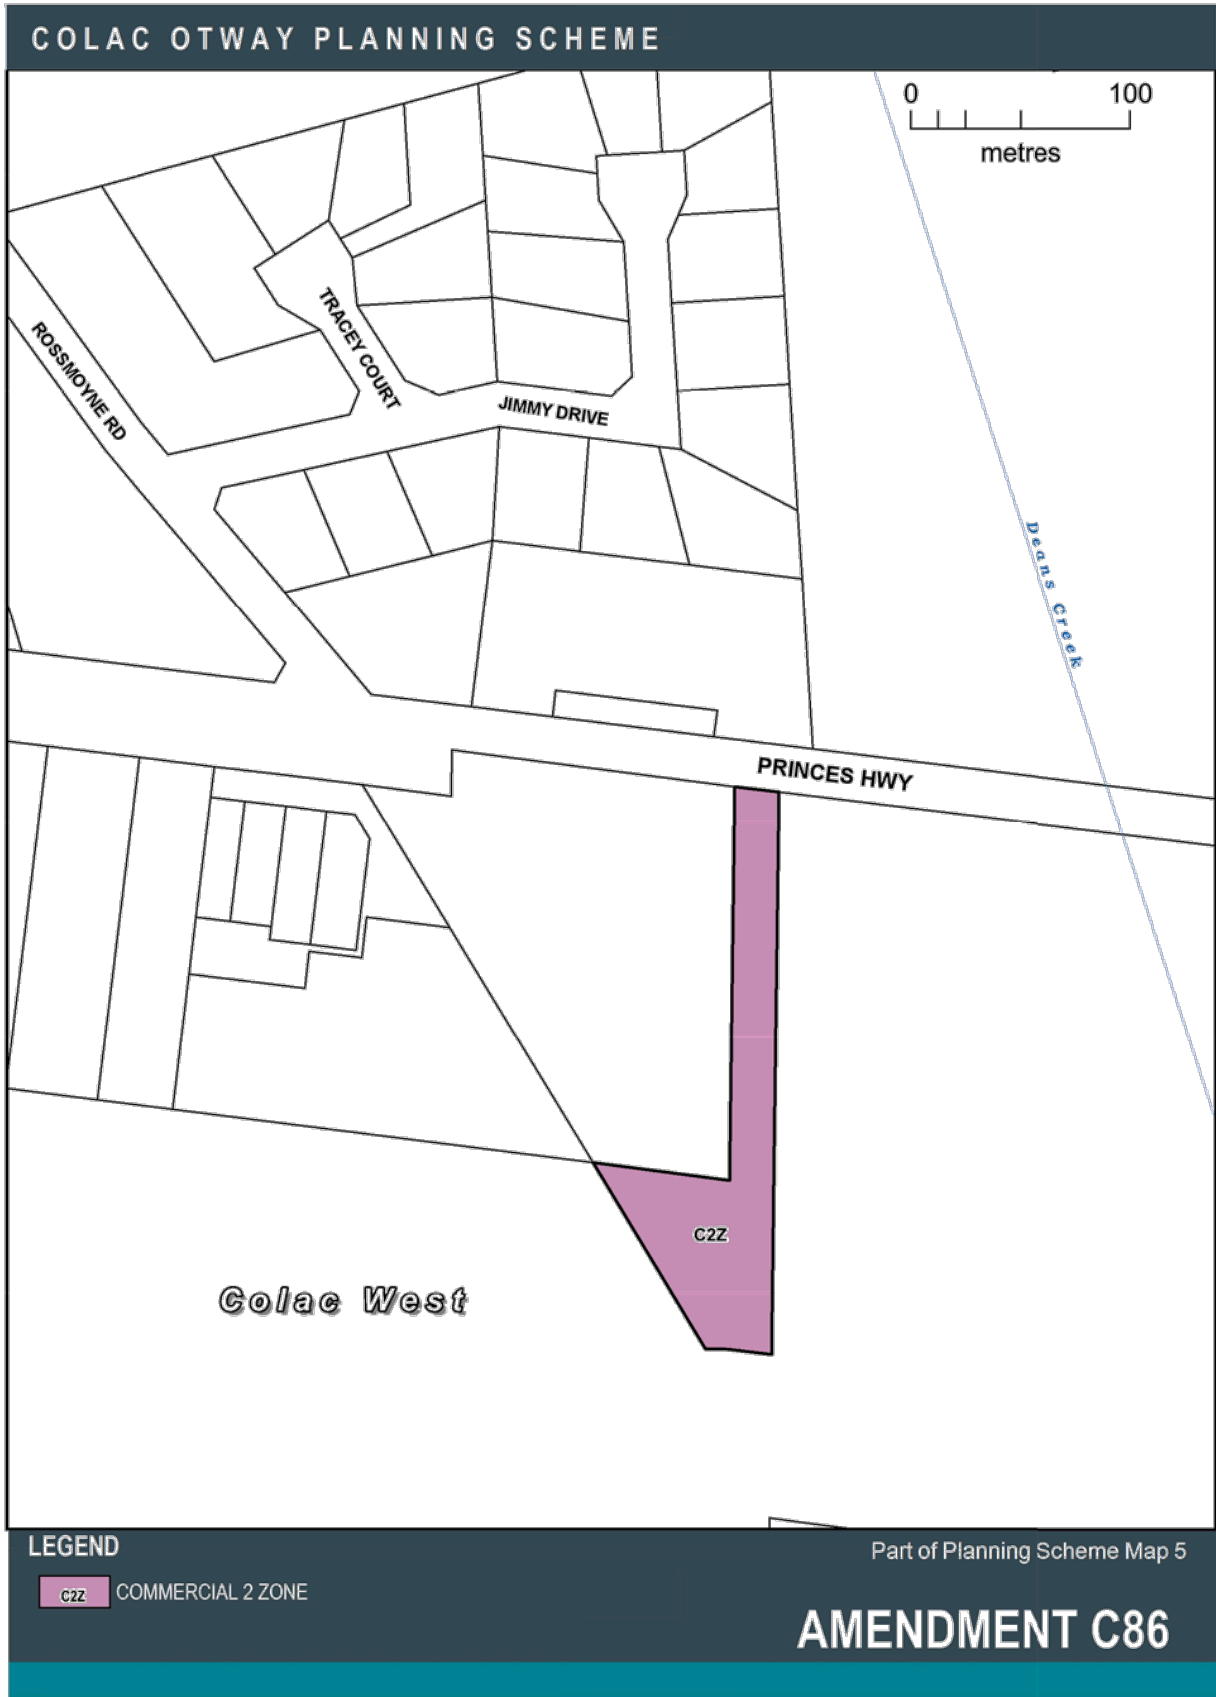 COLAC OTWAY PLANNING SCHEME
0 100
metres
TRACEY COURT
ROSSMOYNE RD
JIMMY DRIVE
Deans Creek
PRINCES HWY
C2Z
Colac West
LEGEND
Part of Planning Scheme Map 5
C2Z COMMERCIAL 2 ZONE
AMENDMENT C86